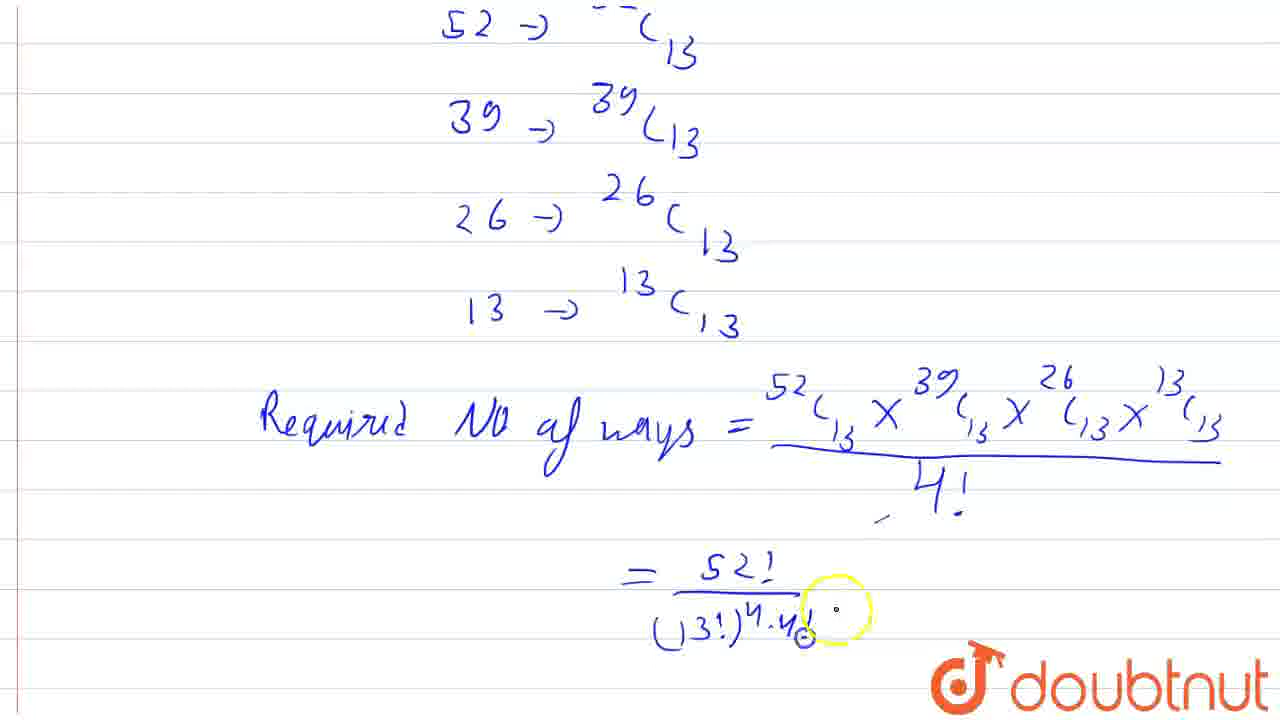 52 → C₁₃
39 → ³⁹C₁₃
26 → ²⁶C₁₃
13 → ¹³C₁₃
Required No of ways = ⁵²C₁₃ × ³⁹C₁₃ × ²⁶C₁₃ × ¹³C₁₃
4!
= 52!
(13!)⁴·4!
doubtnut